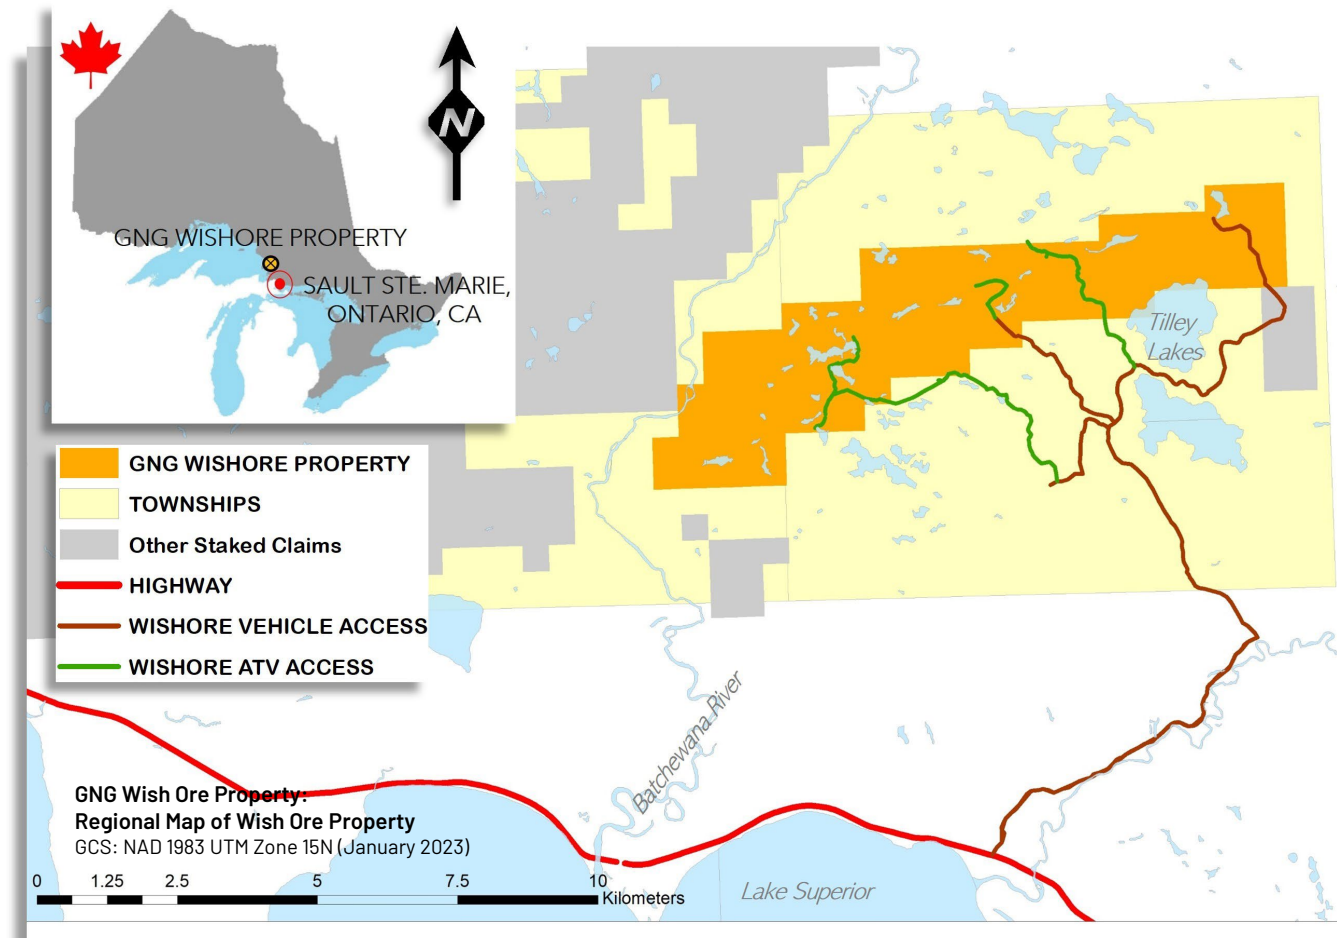 N
GNG WISHORE PROPERTY
SAULT STE. MARIE,
ONTARIO, CA
Tilley
Lakes
GNG WISHORE PROPERTY
TOWNSHIPS
Other Staked Claims
HIGHWAY
WISHORE VEHICLE ACCESS
WISHORE ATV ACCESS
Batchewana River
GNG Wish Ore Property:
Regional Map of Wish Ore Property
GCS: NAD 1983 UTM Zone 15N (January 2023)
0 1.25 2.5 5 7.5 10
Kilometers
Lake Superior